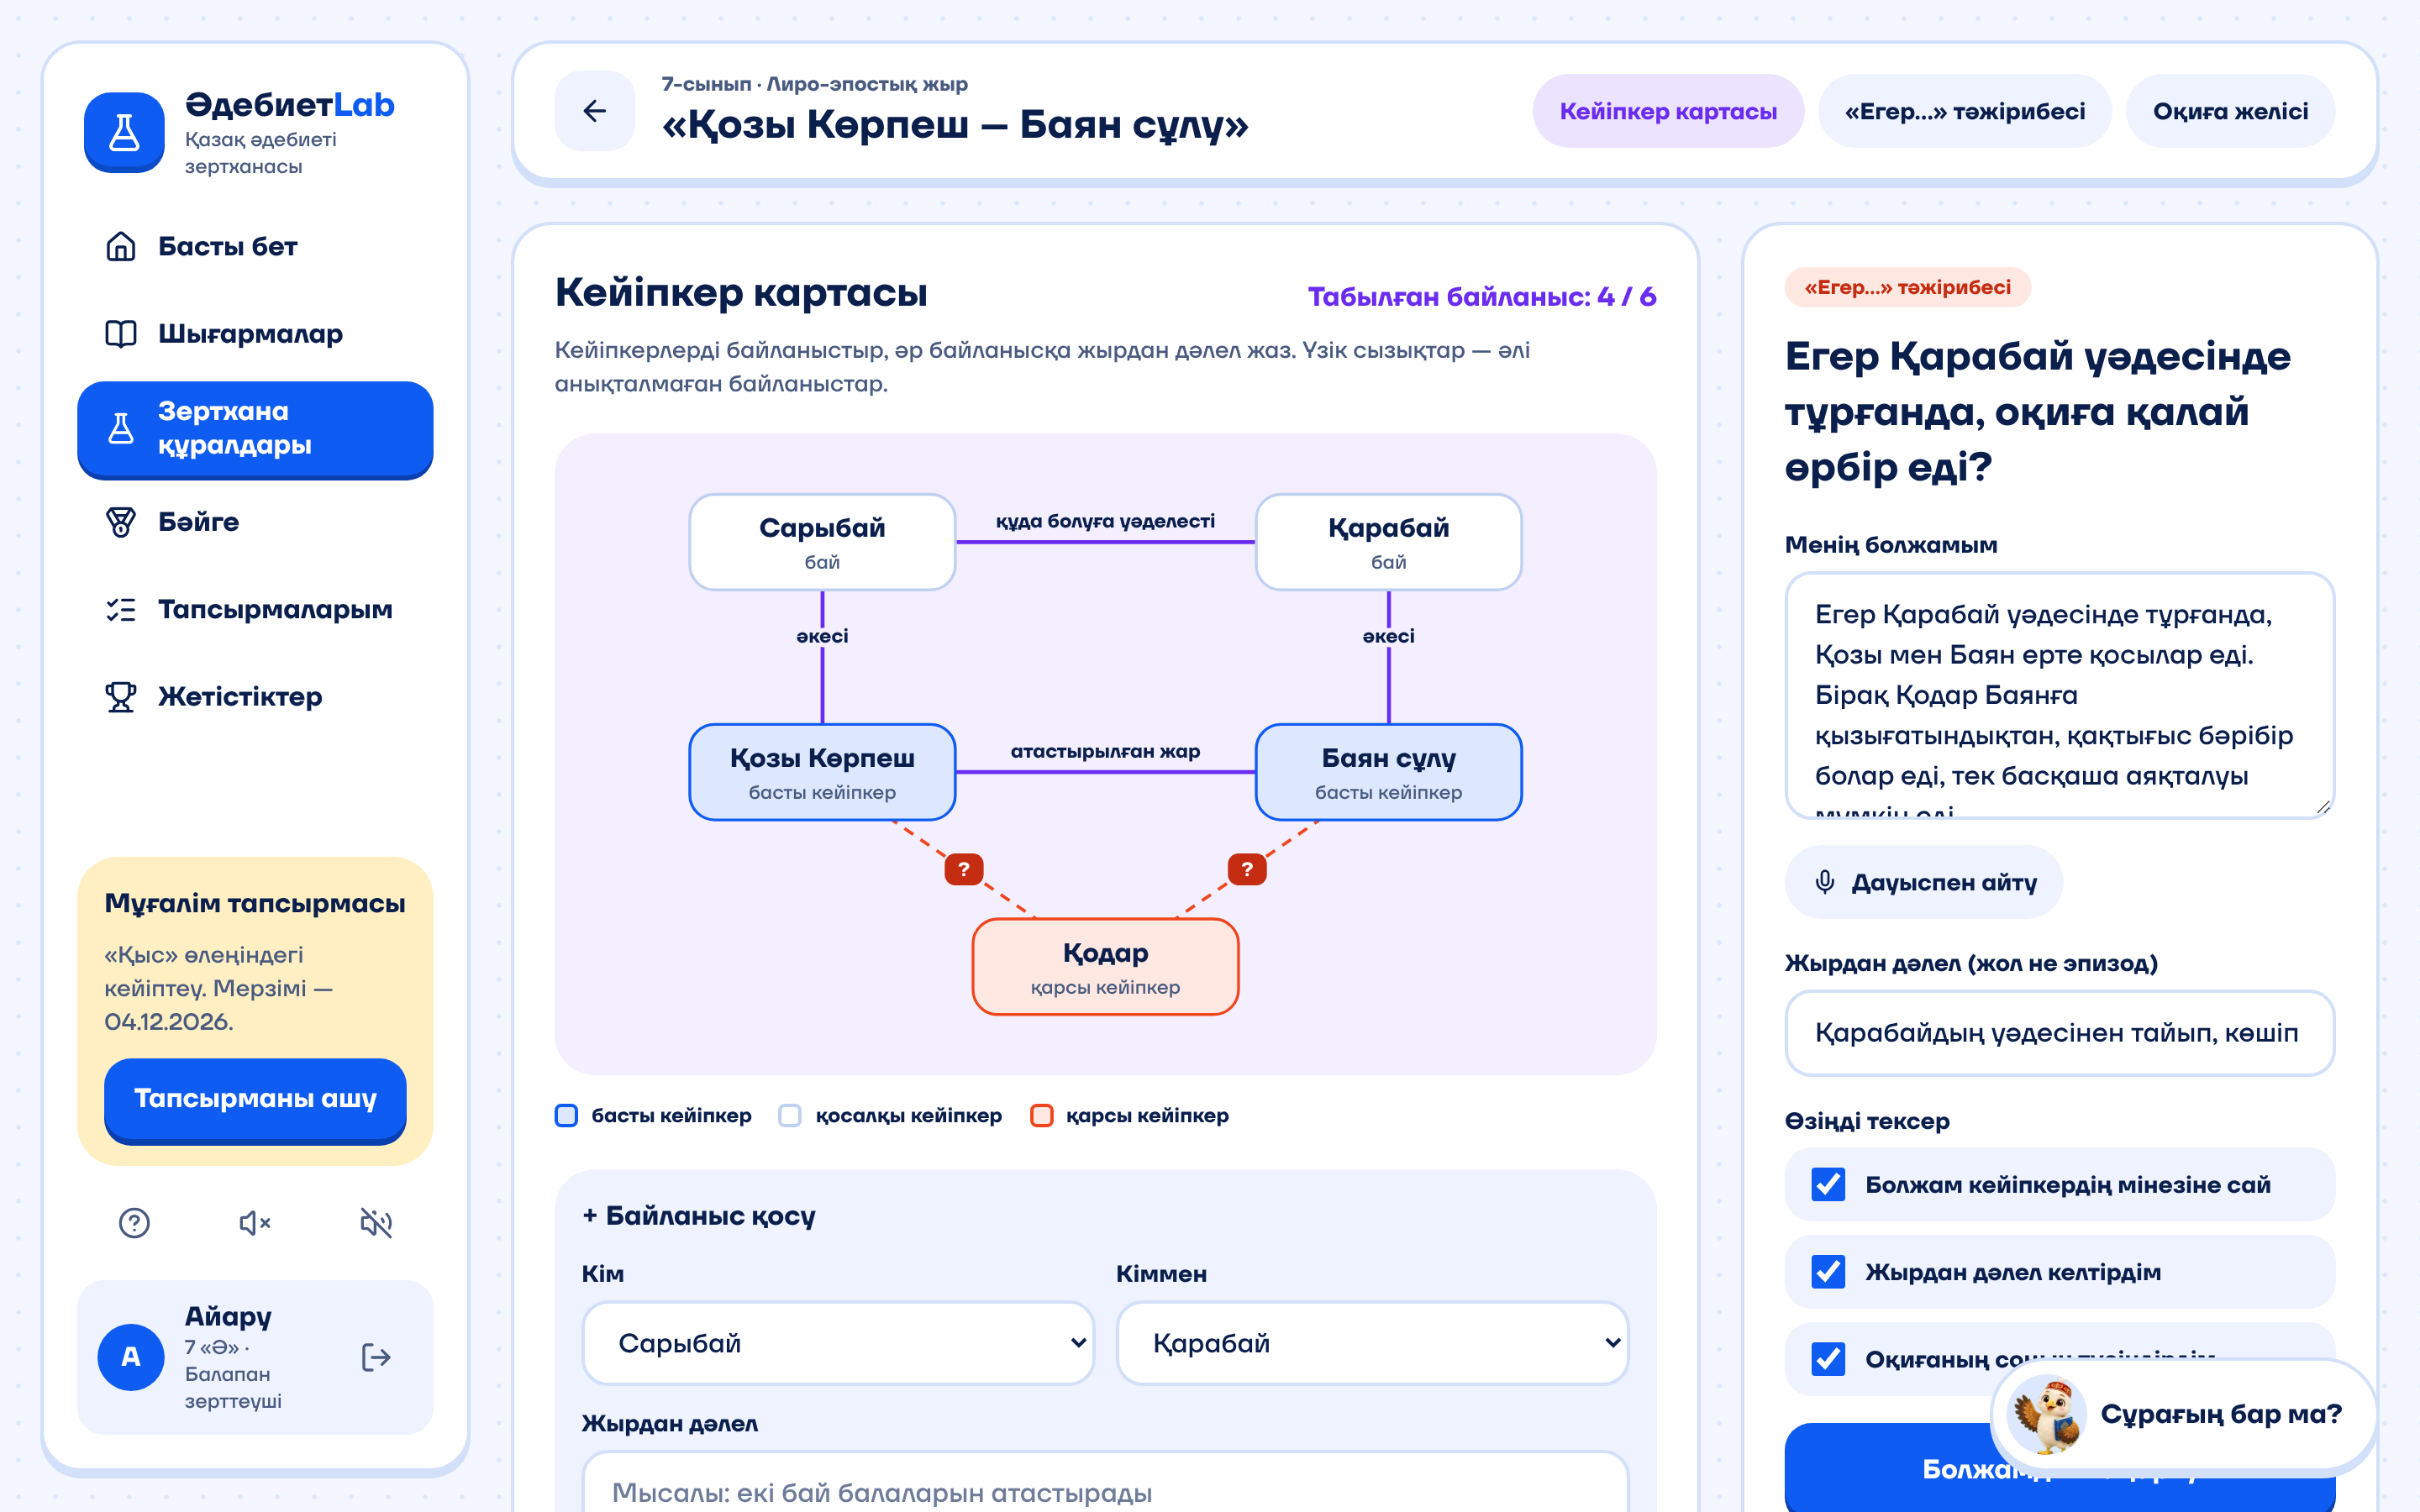 ӘдебиетLab
Қазақ әдебиеті
зертханасы
Басты бет
Шығармалар
Зертхана
құралдары
Бәйге
Тапсырмаларым
Жетістіктер
Мұғалім тапсырмасы
«Қыс» өлеңіндегі
кейіптеу. Мерзімі —
04.12.2026.
Тапсырманы ашу
А
Айару
7 «Ә» ·
Балапан
зерттеуші
7-сынып · Лиро-эпостық жыр
«Қозы Көрпеш – Баян сұлу»
Кейіпкер картасы
«Егер...» тәжірибесі
Оқиға желісі
Кейіпкер картасы
Табылған байланыс: 4 / 6
Кейіпкерлерді байланыстыр, әр байланысқа жырдан дәлел жаз. Үзік сызықтар — әлі
анықталмаған байланыстар.
Сарыбай
бай
құда болуға уәделесті
Қарабай
бай
әкесі
әкесі
Қозы Көрпеш
басты кейіпкер
атастырылған жар
Баян сұлу
басты кейіпкер
?
?
Қодар
қарсы кейіпкер
басты кейіпкер
қосалқы кейіпкер
қарсы кейіпкер
+ Байланыс қосу
Кім
Кіммен
Сарыбай
Қарабай
Жырдан дәлел
Мысалы: екі бай балаларын атастырады
«Егер...» тәжірибесі
Егер Қарабай уәдесінде
тұрғанда, оқиға қалай
өрбір еді?
Менің болжамым
Егер Қарабай уәдесінде тұрғанда,
Қозы мен Баян ерте қосылар еді.
Бірақ Қодар Баянға
қызығатындықтан, қақтығыс бәрібір
болар еді, тек басқаша аяқталуы
мүмкін еді
Дауыспен айту
Жырдан дәлел (жол не эпизод)
Қарабайдың уәдесінен тайып, көшіп
Өзіңді тексер
Болжам кейіпкердің мінезіне сай
Жырдан дәлел келтірдім
Оқиғаның
Сұрағың бар ма?